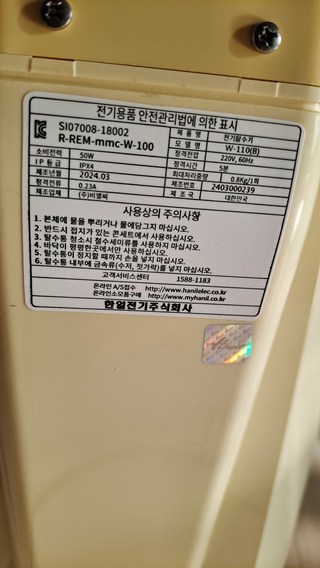 전기용품 안전관리법에 의한 표시
SI07008-18002
R-REM-mmc-W-100
제 품 명 전기탈수기
모 델 명 W-110(B)
소비전력 50W 정격전압 220V, 60Hz
I P 등 급 IPX4 정격시간 5분
제조년월 2024.03 최대처리중량 0.8Kg/1회
정격전류 0.23A 제조번호 2403000239
제조업체 (주)비엘씨 제 조 국 대한민국
사용상의 주의사항
1. 본체에 물을 뿌리거나 물에담그지 마십시오.
2. 반드시 접지가 있는 콘세트에서 사용하십시오.
3. 탈수통 청소시 철수세미류를 사용하지 마십시오.
4. 바닥이 평평한곳에서 사용하십시오.
5. 탈수통이 정지할 때까지 손을 넣지 마십시오.
6. 탈수통 내부에 금속류(수저, 젓가락)를 넣지 마십시오.
고객서비스센터 1588-1183
온라인 A/S접수 http://www.hanilelec.co.kr
온라인소모품구매 http://www.myhanil.co.kr
한일전기주식회사